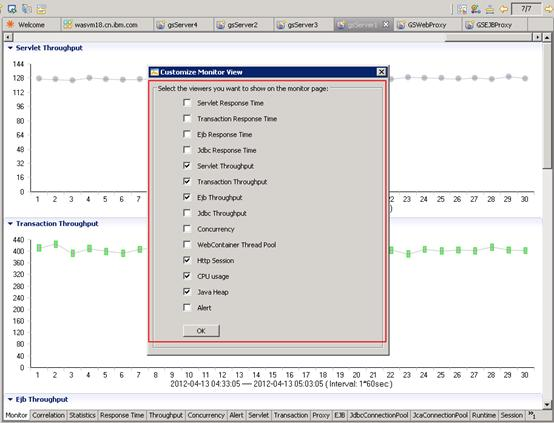 7/7
Welcome wasvm18.cn.ibm.com gsServer4 gsServer2 gsServer3 GSWebProxy GSEJBProxy
Servlet Throughput
144
128
112
96
80
64
48
32
16
0
1 2 3 4 5 6 7 22 23 24 25 26 27 28 29 30
Customize Monitor View
Select the viewers you want to show on the monitor page:
Servlet Response Time
Transaction Response Time
Ejb Response Time
Jdbc Response Time
Servlet Throughput
Transaction Throughput
Ejb Throughput
Jdbc Throughput
Concurrency
WebContainer Thread Pool
Http Session
CPU usage
Java Heap
Alert
OK
Transaction Throughput
440
400
360
320
280
240
200
160
120
80
40
0
1 2 3 4 5 6 7 8 9 10 11 12 13 14 15 16 17 18 19 20 21 22 23 24 25 26 27 28 29 30
2012-04-13 04:33:05 ---- 2012-04-13 05:03:05 ( Interval: 1*60sec )
Ejb Throughput
Monitor Correlation Statistics Response Time Throughput Concurrency Alert Servlet Transaction Proxy EJB JdbcConnectionPool JcaConnectionPool Runtime Session